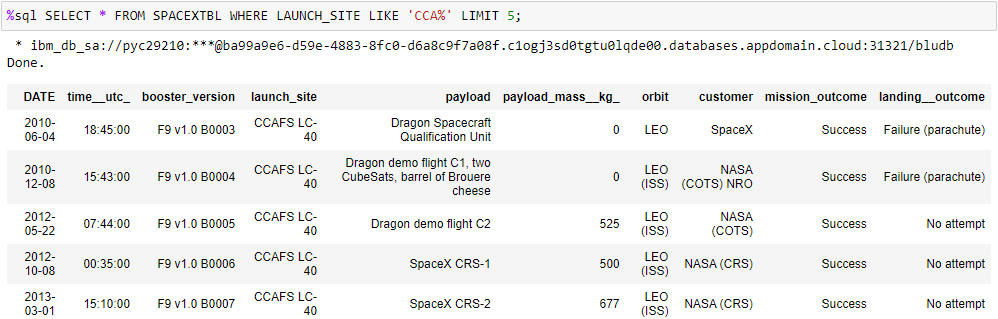 %sql SELECT * FROM SPACEXTBL WHERE LAUNCH_SITE LIKE 'CCA%' LIMIT 5;
* ibm_db_sa://pyc29210:***@ba99a9e6-d59e-4883-8fc0-d6a8c9f7a08f.c1ogj3sd0tgtu0lqde00.databases.appdomain.cloud:31321/bludb
Done.
DATE time__utc_ booster_version launch_site payload payload_mass__kg_ orbit customer mission_outcome landing__outcome
2010-06-04 18:45:00 F9 v1.0 B0003 CCAFS LC-40 Dragon Spacecraft Qualification Unit 0 LEO SpaceX Success Failure (parachute)
2010-12-08 15:43:00 F9 v1.0 B0004 CCAFS LC-40 Dragon demo flight C1, two CubeSats, barrel of Brouere cheese 0 LEO (ISS) NASA (COTS) NRO Success Failure (parachute)
2012-05-22 07:44:00 F9 v1.0 B0005 CCAFS LC-40 Dragon demo flight C2 525 LEO (ISS) NASA (COTS) Success No attempt
2012-10-08 00:35:00 F9 v1.0 B0006 CCAFS LC-40 SpaceX CRS-1 500 LEO (ISS) NASA (CRS) Success No attempt
2013-03-01 15:10:00 F9 v1.0 B0007 CCAFS LC-40 SpaceX CRS-2 677 LEO (ISS) NASA (CRS) Success No attempt